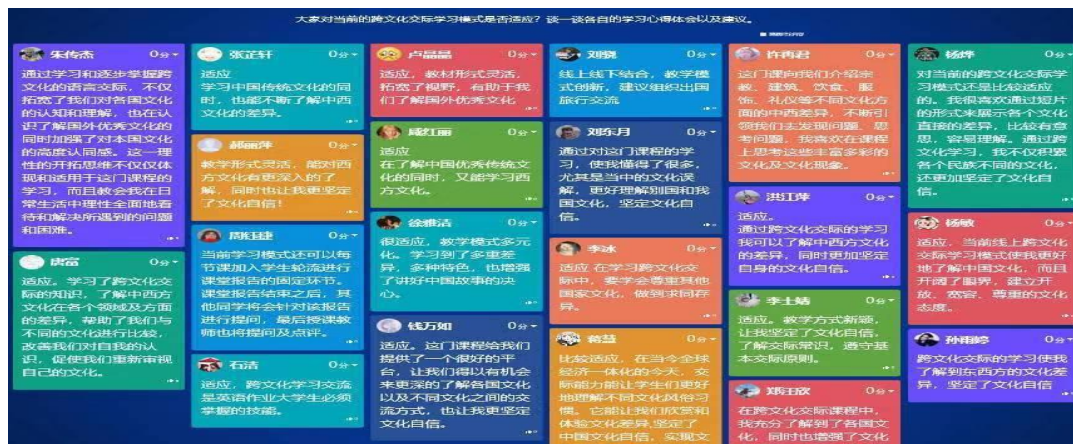 大家对当前的跨文化交际学习模式是否适应？谈一谈各自的学习心得体会以及建议。
朱传杰 0分
通过学习和逐步掌握跨
文化的语言交际，不仅
拓宽了我们对各国文化
的认知和理解，也在认
识了解国外优秀文化的
同时加强了对本国文化
的高度认同感。这一理
性的开拓思维不仅仅体
现和适用于这门课程的
学习，而且教会我在日
常生活中理性全面地看
待和解决所遇到的问题
和困难。
唐富 0分
适应。学习了跨文化交
际的知识，了解中西方
文化在各个领域及方面
的差异，帮助了我们与
不同的文化进行比较，
改善我们对自我的认
识，促使我们重新审视
自己的文化。
张芷轩 0分
适应
学习中国传统文化的同
时，也能不断了解中西
文化的差异。
郝丽萍 0分
教学形式灵活，能对西
方文化有更深入的了
解，同时也让我更坚定
了文化自信！
周钰捷 0分
当前学习模式还可以每
节课加入学生轮流进行
课堂报告的固定环节。
课堂报告结束之后，其
他同学将会针对该报告
进行提问，最后授课教
师也将提问及点评。
石洁 0分
适应，跨文化学习交流
是英语作业大学生必须
掌握的技能。
卢晶晶 0分
适应，教材形式灵活，
拓宽了视野，有助于我
们了解国外优秀文化
咸红丽 0分
适应
在了解中国优秀传统文
化的同时，又能学习西
方文化。
徐雅洁 0分
很适应，教学模式多元
化。学习到了多重差
异，多种特色，也增强
了讲好中国故事的决
心。
钱万如 0分
适应。这门课程给我们
提供了一个很好的平
台，让我们得以有机会
来更深的了解各国文化
以及不同文化之间的交
流方式，也让我更坚定
文化自信。
刘骁 0分
线上线下结合，教学模
式创新，建议组织出国
旅行交流
刘东月 0分
通过对这门课程的学
习，使我懂得了很多，
尤其是当中的文化误
解，更好理解别国和我
国文化，坚定文化自
信。
李冰 0分
适应 在学习跨文化交
际中，要学会尊重其他
国家文化，做到求同存
异。
蒋慧 0分
比较适应，在当今全球
经济一体化的今天，交
际能力能让学生们更好
地理解不同文化风俗习
惯。它能让我们欣赏和
体验文化差异,坚定了
中国文化自信，实现文
许冉君 0分
这门课向我们介绍宗
教、建筑、饮食、服
饰、礼仪等不同文化方
面的中西差异，不断引
领我们去发现问题、思
考问题，我喜欢在课程
上思考这些丰富多彩的
文化及文化现象。
洪江萍 0分
适应。
通过跨文化交际的学习
我可以了解中西方文化
的差异，同时更加坚定
自身的文化自信。
李士婧 0分
适应。教学方式新颖，
让我坚定了文化自信，
了解交际常识，遵守基
本交际原则。
郑汪欣 0分
在跨文化交际课程中，
我充分了解到了各国文
化，同时也增强了文化
杨烨 0分
对当前的跨文化交际学
习模式还是比较适应
的。我很喜欢通过短片
的形式来展示各个文化
直接的差异，比较有意
思，容易理解。通过跨
文化学习，我不仅积累
各个民族不同的文化，
还更加坚定了文化自
信。
杨敏 0分
适应，当前线上跨文化
交际学习模式使我更好
地了解中国文化，而且
开阔了眼界，建立开
放、宽容、尊重的文化
态度。
孙雨婷 0分
跨文化交际的学习使我
了解到东西方的文化差
异，坚定了文化自信